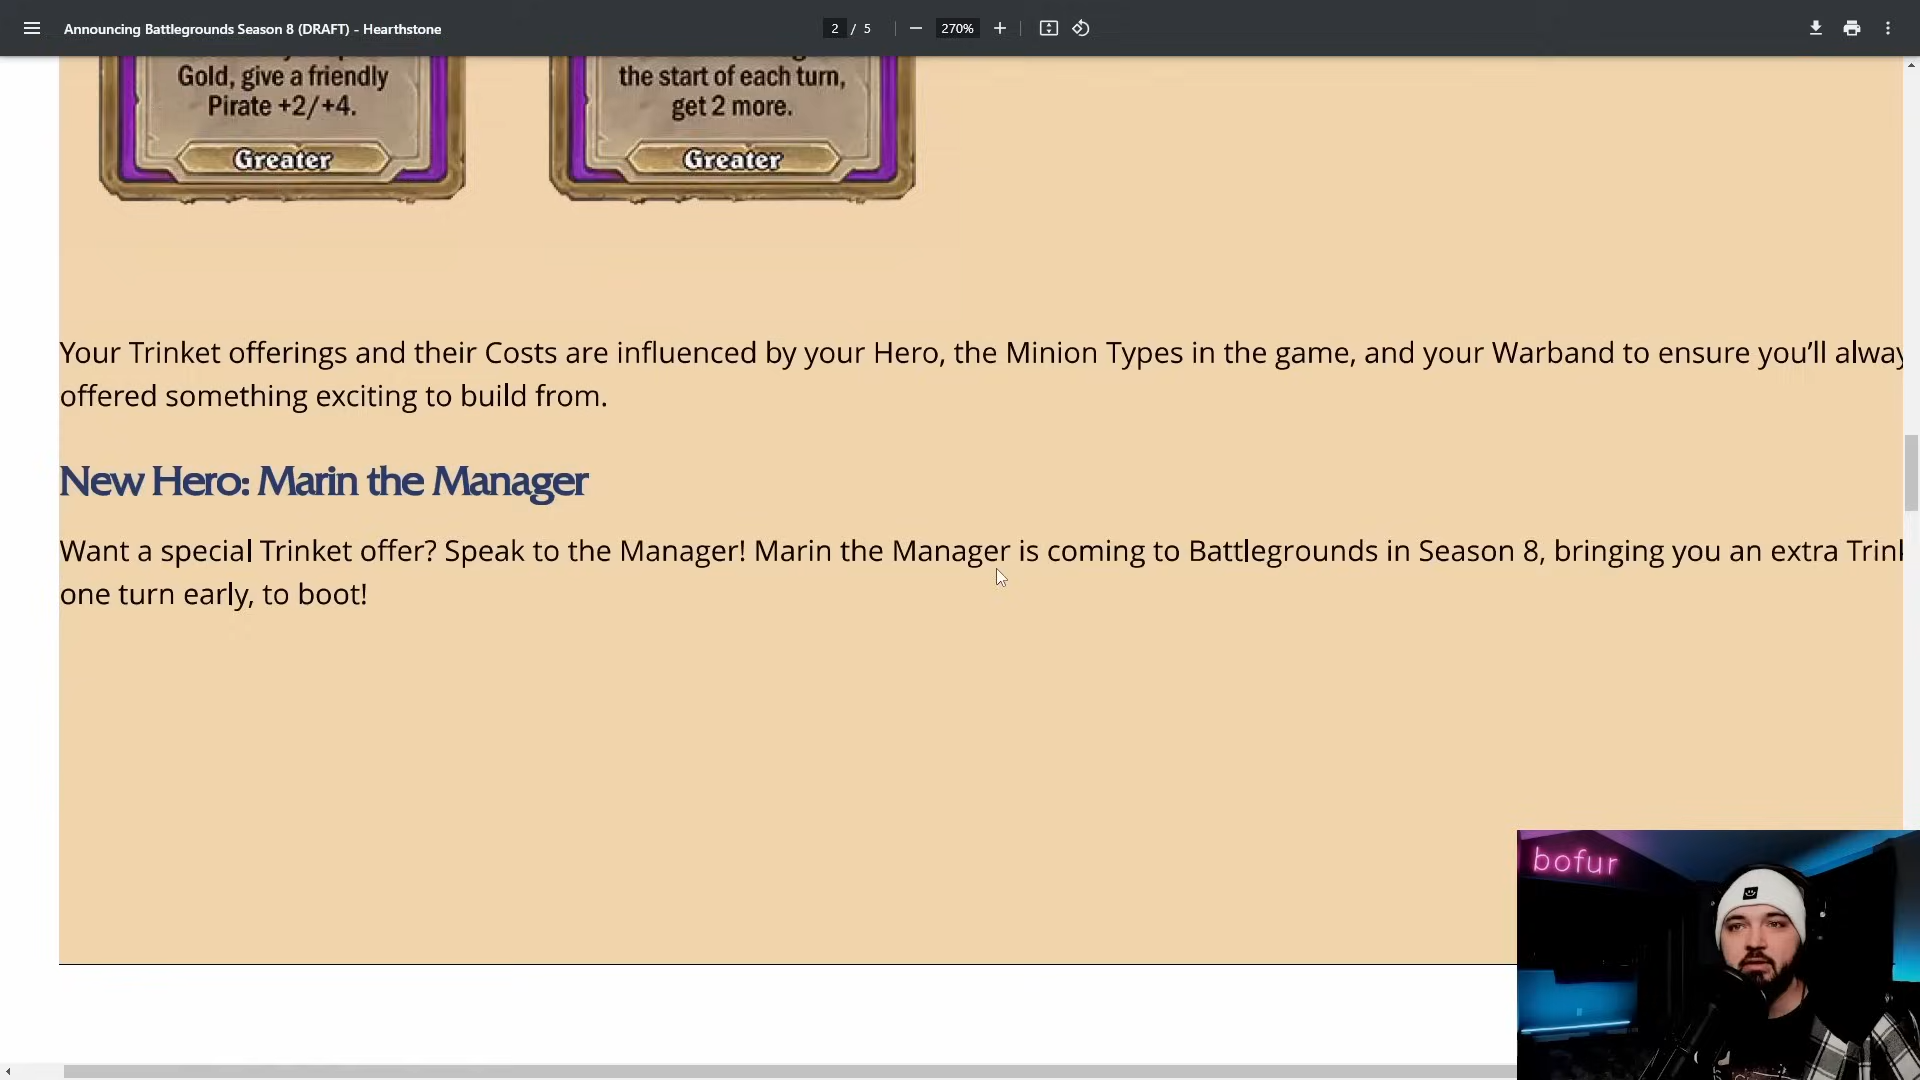 Announcing Battlegrounds Season 8 (DRAFT) - Hearthstone
2 / 5
270%
Gold, give a friendly
Pirate +2/+4.
Greater
the start of each turn,
get 2 more.
Greater
Your Trinket offerings and their Costs are influenced by your Hero, the Minion Types in the game, and your Warband to ensure you’ll alway
offered something exciting to build from.
New Hero: Marin the Manager
Want a special Trinket offer? Speak to the Manager! Marin the Manager is coming to Battlegrounds in Season 8, bringing you an extra Trink
one turn early, to boot!
bofur